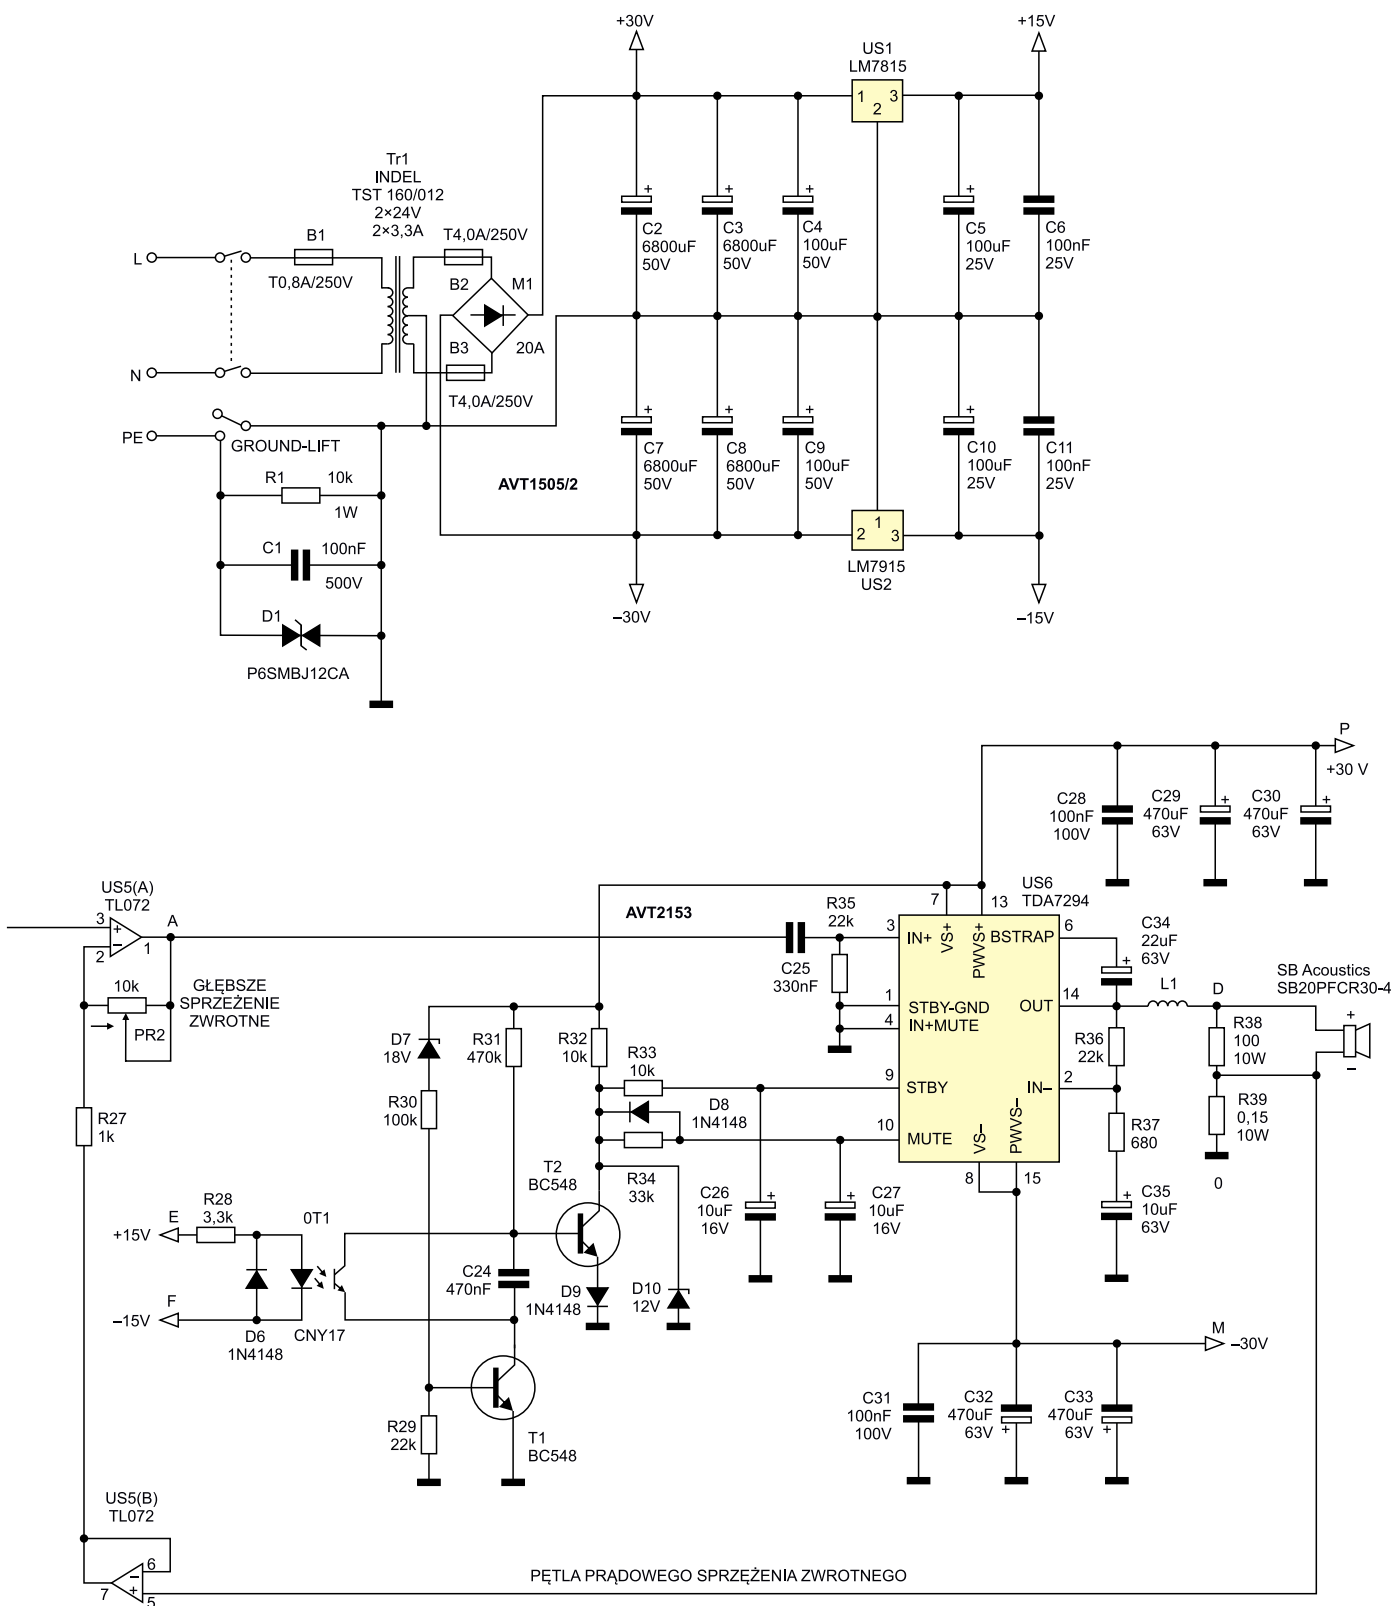 +30V
+15V
US1
LM7815
1
3
2
Tr1
INDEL
TST 160/012
2×24V
2×3,3A
B1
T4,0A/250V
L
T0,8A/250V
B2
M1
+
C2
6800uF
50V
+
C3
6800uF
50V
+
C4
100uF
50V
+
C5
100uF
25V
C6
100nF
25V
B3
20A
N
T4,0A/250V
PE
GROUND-LIFT
+
C7
6800uF
50V
+
C8
6800uF
50V
+
C9
100uF
50V
+
C10
100uF
25V
C11
100nF
25V
R1
10k
1W
AVT1505/2
1
2
3
LM7915
US2
C1
100nF
500V
–30V
–15V
D1
P6SMBJ12CA
P
+30 V
C28
100nF
100V
C29
470uF
63V
+
C30
470uF
63V
+
US5(A)
TL072
3
+
–
2
1
A
AVT2153
R35
22k
C25
330nF
7
13
US6
TDA7294
3
IN+
VS+
PWVS+
BSTRAP
6
C34
22uF
63V
+
1
STBY-GND
4
IN+MUTE
OUT
14
L1
D
SB Acoustics
SB20PFCR30-4
+
–
10k
PR2
GŁĘBSZE
SPRZEŻENIE
ZWROTNE
D7
18V
R31
470k
R32
10k
R33
10k
9
STBY
IN–
2
R36
22k
R38
100
10W
R30
100k
D8
1N4148
10
MUTE
VS–
PWVS–
R37
680
R39
0,15
10W
0
R27
1k
T2
BC548
R34
33k
8
15
C26
10uF
16V
+
C27
10uF
16V
+
C35
10uF
63V
+
R28
3,3k
0T1
+15V
E
C24
470nF
D9
1N4148
D10
12V
–15V
F
D6
1N4148
CNY17
M
–30V
R29
22k
T1
BC548
C31
100nF
100V
C32
470uF
63V
+
C33
470uF
63V
+
US5(B)
TL072
6
–
7
+
5
PĘTLA PRĄDOWEGO SPRZĘŻENIA ZWROTNEGO